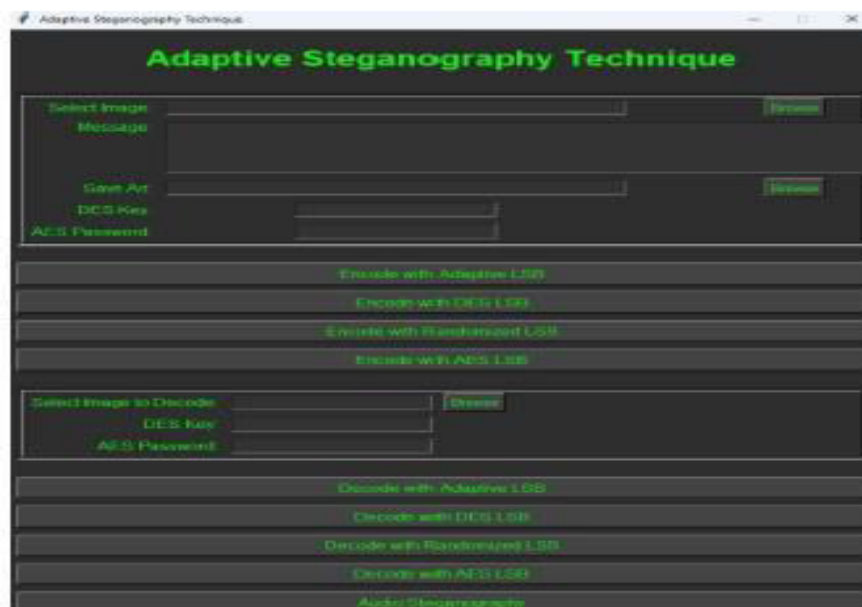 Adaptive Steganography Technique
Adaptive Steganography Technique
Select Image Browse
Message
Save At Browse
DES Key
AES Password
Encode with Adaptive LSB
Encode with DES LSB
Encode with Randomized LSB
Encode with AES LSB
Select Image to Decode Browse
DES Key
AES Password
Decode with Adaptive LSB
Decode with DES LSB
Decode with Randomized LSB
Decode with AES LSB
Audio Steganography